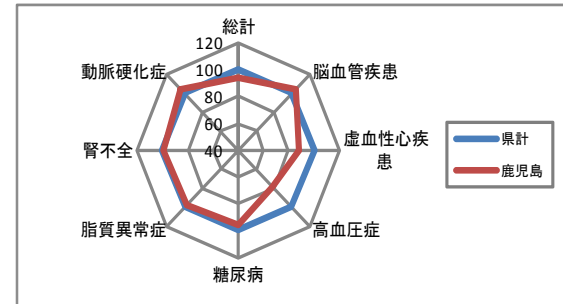 総計
120
100
80
60
40
脳血管疾患
虚血性心疾
患
高血圧症
糖尿病
脂質異常症
腎不全
動脈硬化症
県計
鹿児島